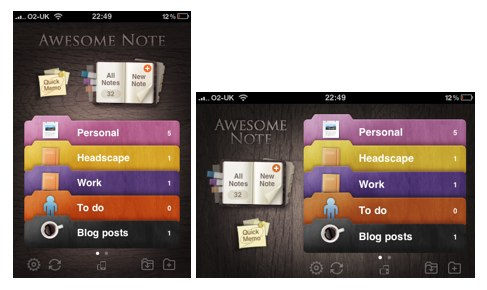 O2-UK 22:49 12%
AWESOME NOTE
Quick
Memo
All
Notes
32
New
Note
Personal 5
Headscape 1
Work 1
To do 0
Blog posts 1
O2-UK 22:49 12%
AWESOME
NOTE
All
Notes
32
New
Note
Quick
Memo
Personal 5
Headscape 1
Work 1
To do 0
Blog posts 1